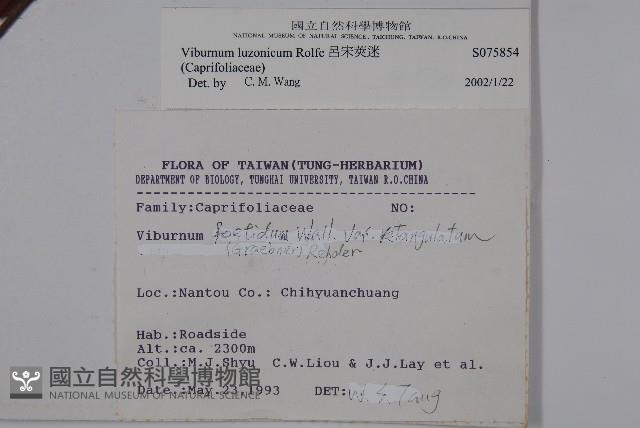 國立自然科學博物館
NATIONAL MUSEUM OF NATURAL SCIENCE, TAICHUNG, TAIWAN, R.O.CHINA
Viburnum luzonicum Rolfe 呂宋莢蒾 S075854
(Caprifoliaceae)
Det. by C. M. Wang 2002/1/22
FLORA OF TAIWAN(TUNG-HERBARIUM)
DEPARTMENT OF BIOLOGY, TUNGHAI UNIVERSITY, TAIWAN R.O.CHINA
Family:Caprifoliaceae NO:
Viburnum foetidum Wall. var. retangulatum
(Graebner) Rehder
Loc.:Nantou Co.: Chihyuanchuang
Hab.:Roadside
Alt.:ca. 2300m
Coll.:M.J.Shyu C.W.Liou & J.J.Lay et al.
Date.:May 23 1993 DET: W. S. Tang
國立自然科學博物館
NATIONAL MUSEUM OF NATURAL SCIENCE